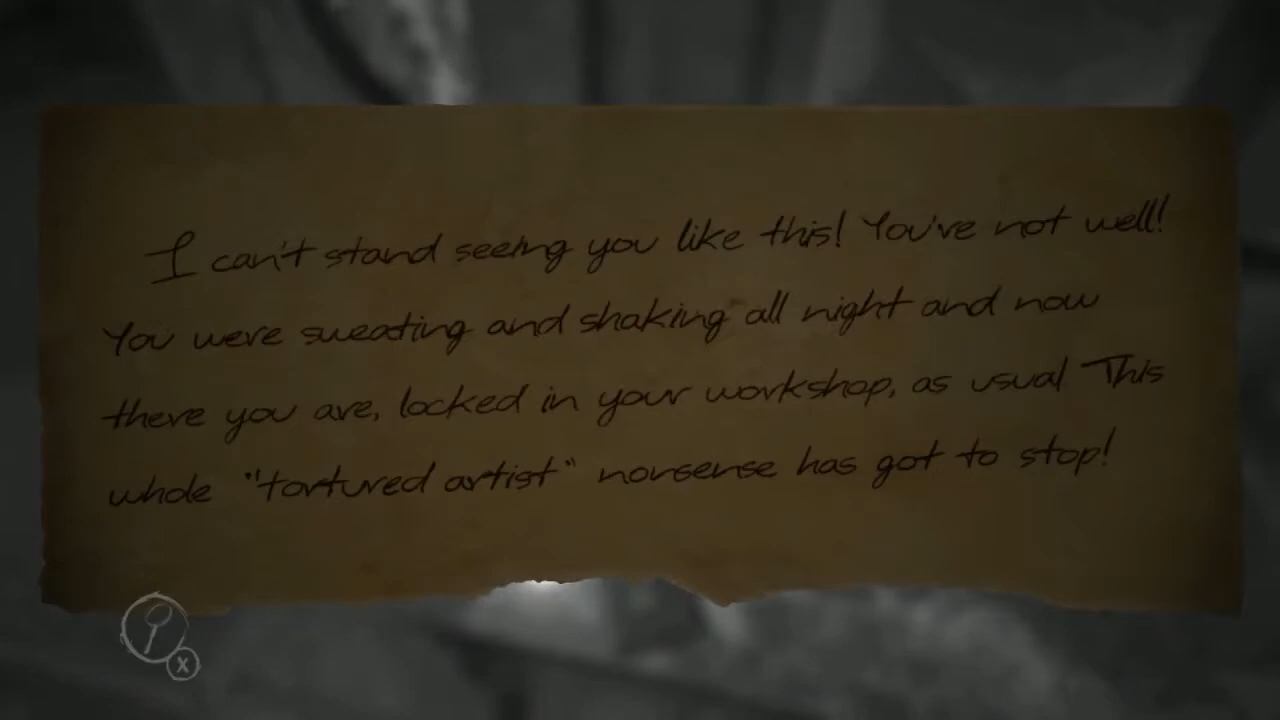 I can't stand seeing you like this! You've not well!
You were sweating and shaking all night and now
there you are, locked in your workshop, as usual This
whole "tortured artist" nonsense has got to stop!
X